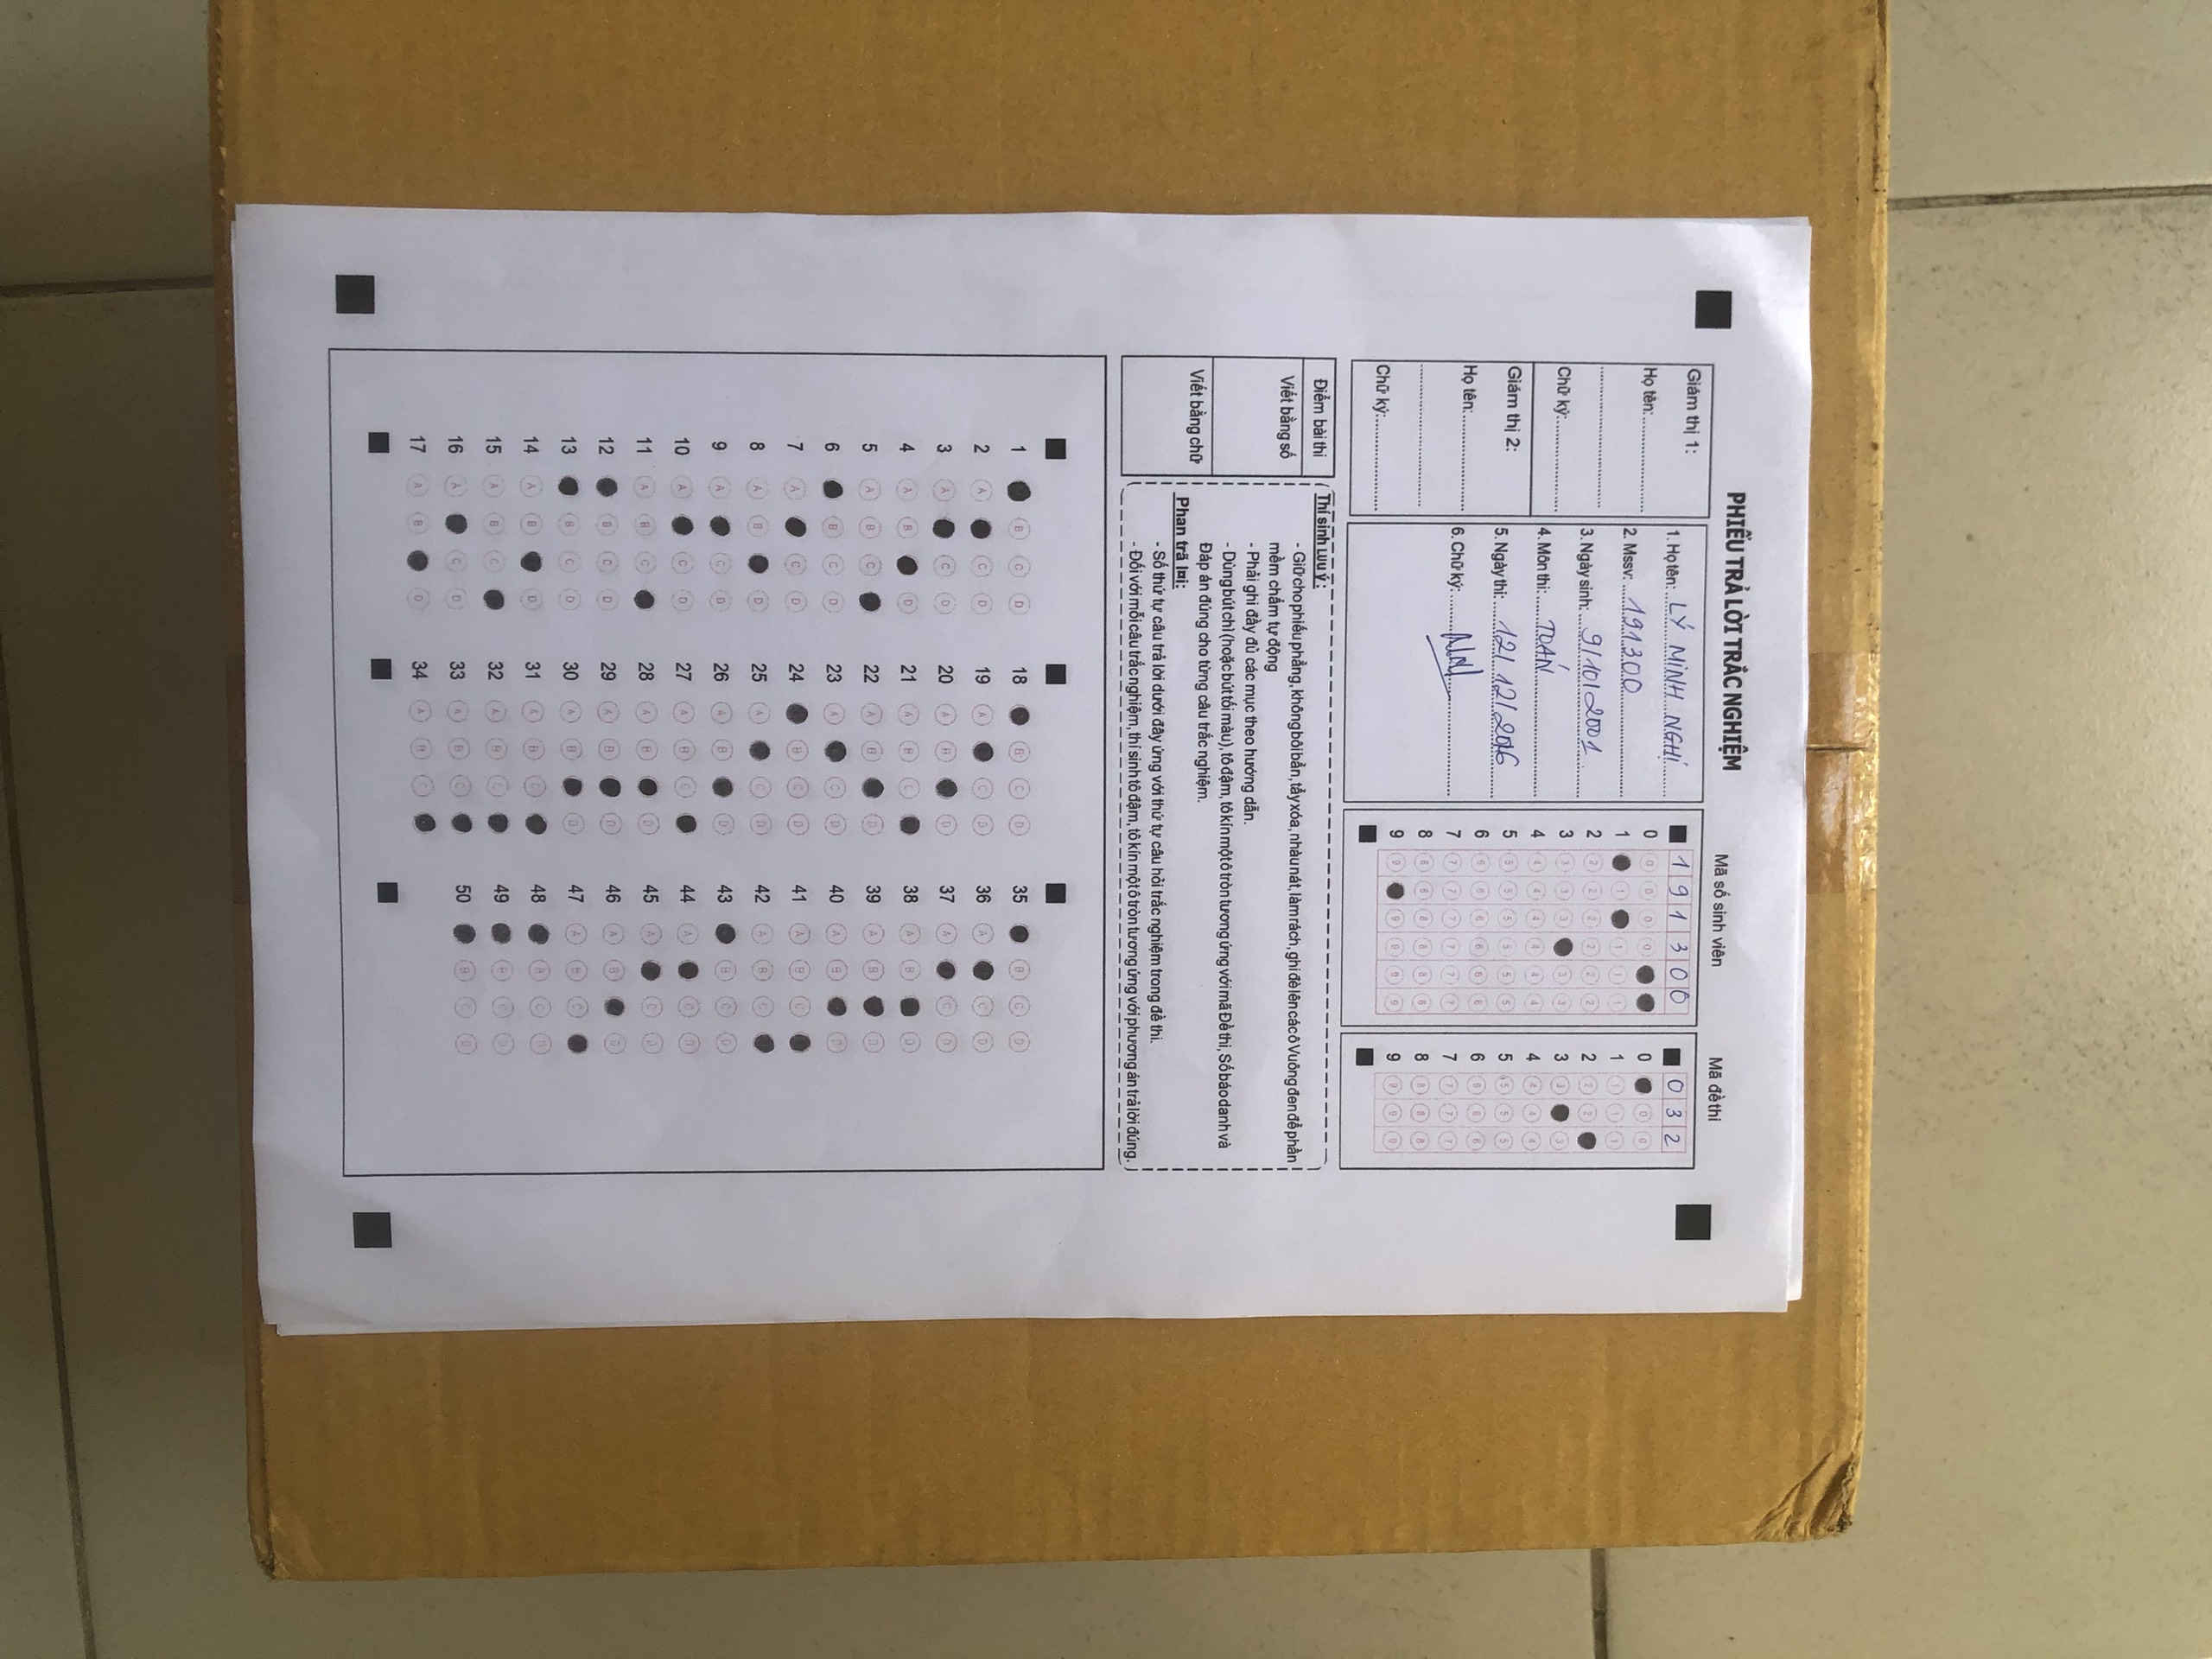 PHIẾU TRẢ LỜI TRẮC NGHIỆM
Giám thị 1:
Họ tên:
Chữ ký:
Giám thị 2:
Họ tên:
Chữ ký:
1. Họ tên: LÝ MINH NGHỊ
2. Mssv: 191300
3. Ngày sinh: 9/10/2001
4. Môn thi: TOÁN
5. Ngày thi: 12/12/2016
6. Chữ ký:
Mã số sinh viên
1 9 1 3 0 0
0
1
2
3
4
5
6
7
8
9
Mã đề thi
0 3 2
0
1
2
3
4
5
6
7
8
9
Điểm bài thi
Viết bằng số
Viết bằng chữ
Thí sinh Lưu ý:
- Giữ cho phiếu phẳng, không bôi bẩn, tẩy xóa, nhàu nát, làm rách, ghi đè lên các ô Vuông đen để phần
mềm chấm tự động
- Phải ghi đầy đủ các mục theo hướng dẫn.
- Dùng bút chì (hoặc bút tối màu), tô đậm, tô kín một ô tròn tương ứng với mã Đề thi, Số báo danh và
Đáp án đúng cho từng câu trắc nghiệm.
Phan trã lời:
- Số thứ tự câu trả lời dưới đây ứng với thứ tự câu hỏi trắc nghiệm trong đề thi.
- Đối với mỗi câu trắc nghiệm, thí sinh tô đậm, tô kín một ô tròn tương ứng với phương án trả lời đúng.
1 B C D
2 A C D
3 A C D
4 A B D
5 A B C
6 B C D
7 A C D
8 A B D
9 A C D
10 A C D
11 A B C
12 B C D
13 B C D
14 A B D
15 A B C
16 A C D
17 A B D
18 B C D
19 A C D
20 A B D
21 A B C
22 A B D
23 A C D
24 B C D
25 A C D
26 A B D
27 A B C
28 A B D
29 A B D
30 A B D
31 A B C
32 A B C
33 A B C
34 A B C
35 B C D
36 A C D
37 A C D
38 A B D
39 A B D
40 A B D
41 A B C
42 A B C
43 B C D
44 A C D
45 A C D
46 A B D
47 A B C
48 B C D
49 B C D
50 B C D